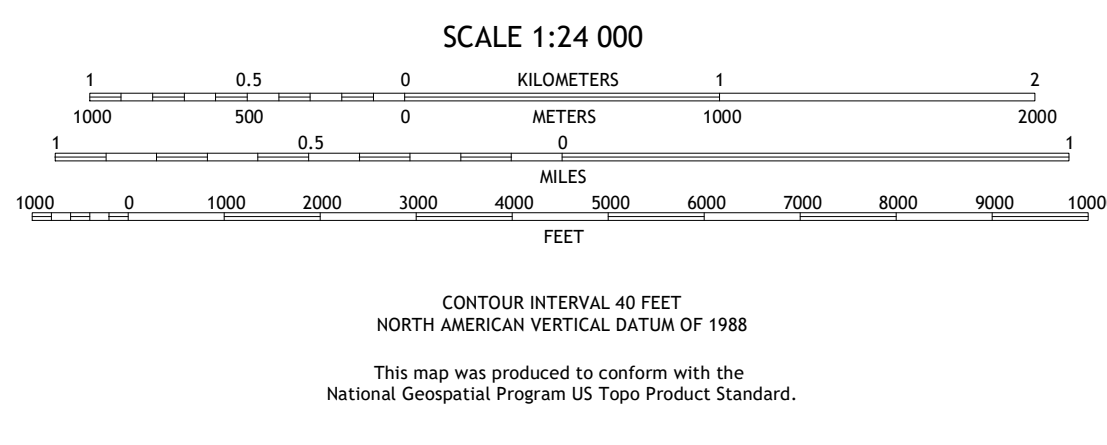 SCALE 1:24 000
1 0.5 0 KILOMETERS 1 2
1000 500 0 METERS 1000 2000
1 0.5 0 1
MILES
1000 0 1000 2000 3000 4000 5000 6000 7000 8000 9000 1000
FEET
CONTOUR INTERVAL 40 FEET
NORTH AMERICAN VERTICAL DATUM OF 1988
This map was produced to conform with the
National Geospatial Program US Topo Product Standard.